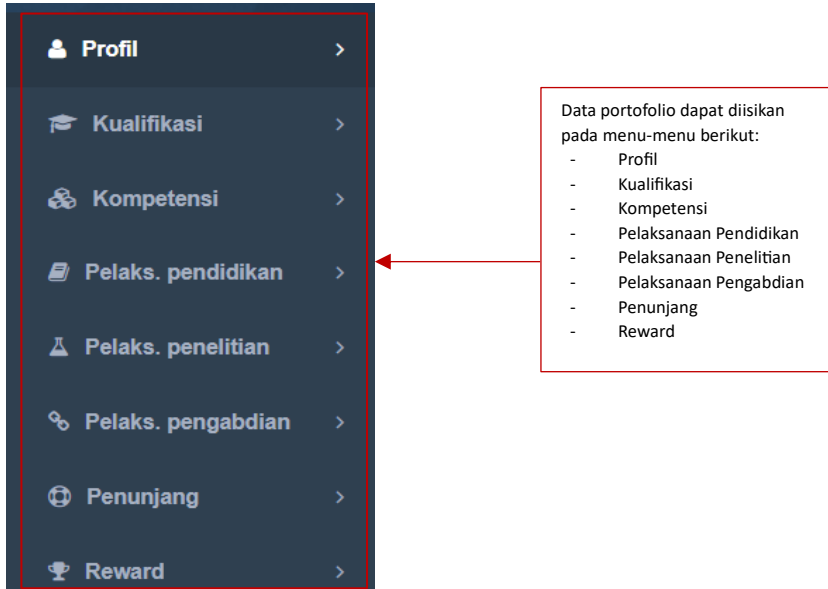 Profil
Kualifikasi
Kompetensi
Pelaks. pendidikan
Pelaks. penelitian
Pelaks. pengabdian
Penunjang
Reward
Data portofolio dapat diisikan
pada menu-menu berikut:
- Profil
- Kualifikasi
- Kompetensi
- Pelaksanaan Pendidikan
- Pelaksanaan Penelitian
- Pelaksanaan Pengabdian
- Penunjang
- Reward